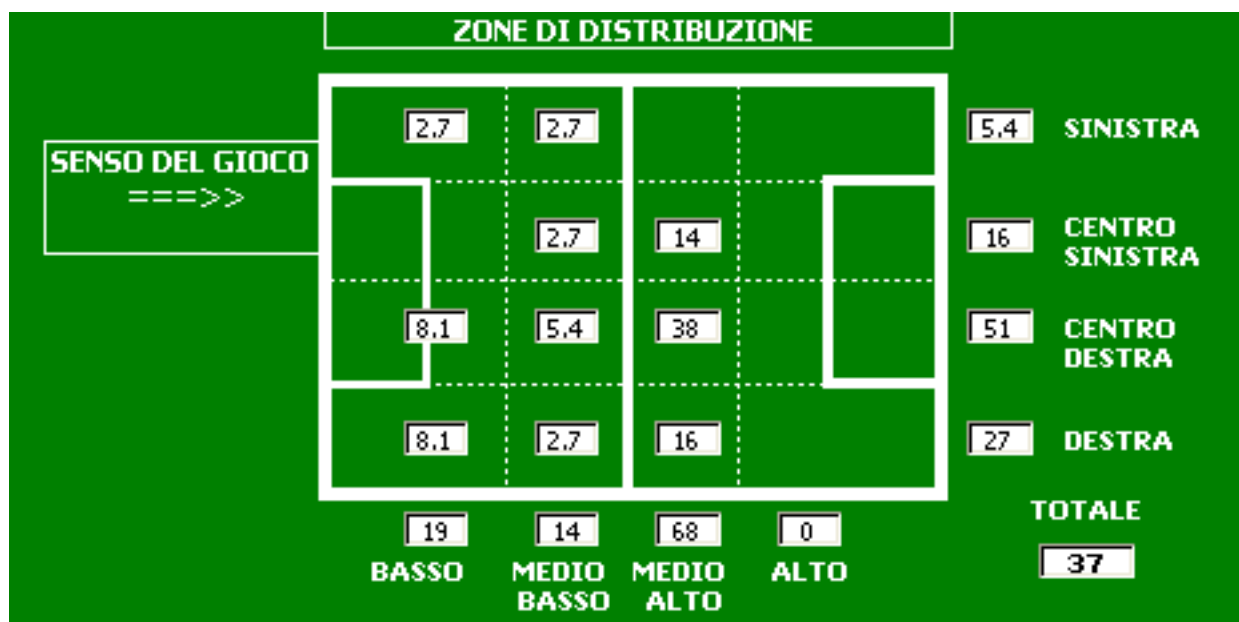 ZONE DI DISTRIBUZIONE
2.7 2.7 5.4 SINISTRA
SENSO DEL GIOCO
===>>
2.7 14 16 CENTRO
SINISTRA
8.1 5.4 38 51 CENTRO
DESTRA
8.1 2.7 16 27 DESTRA
19 14 68 0 TOTALE
37
BASSO MEDIO MEDIO ALTO
BASSO ALTO